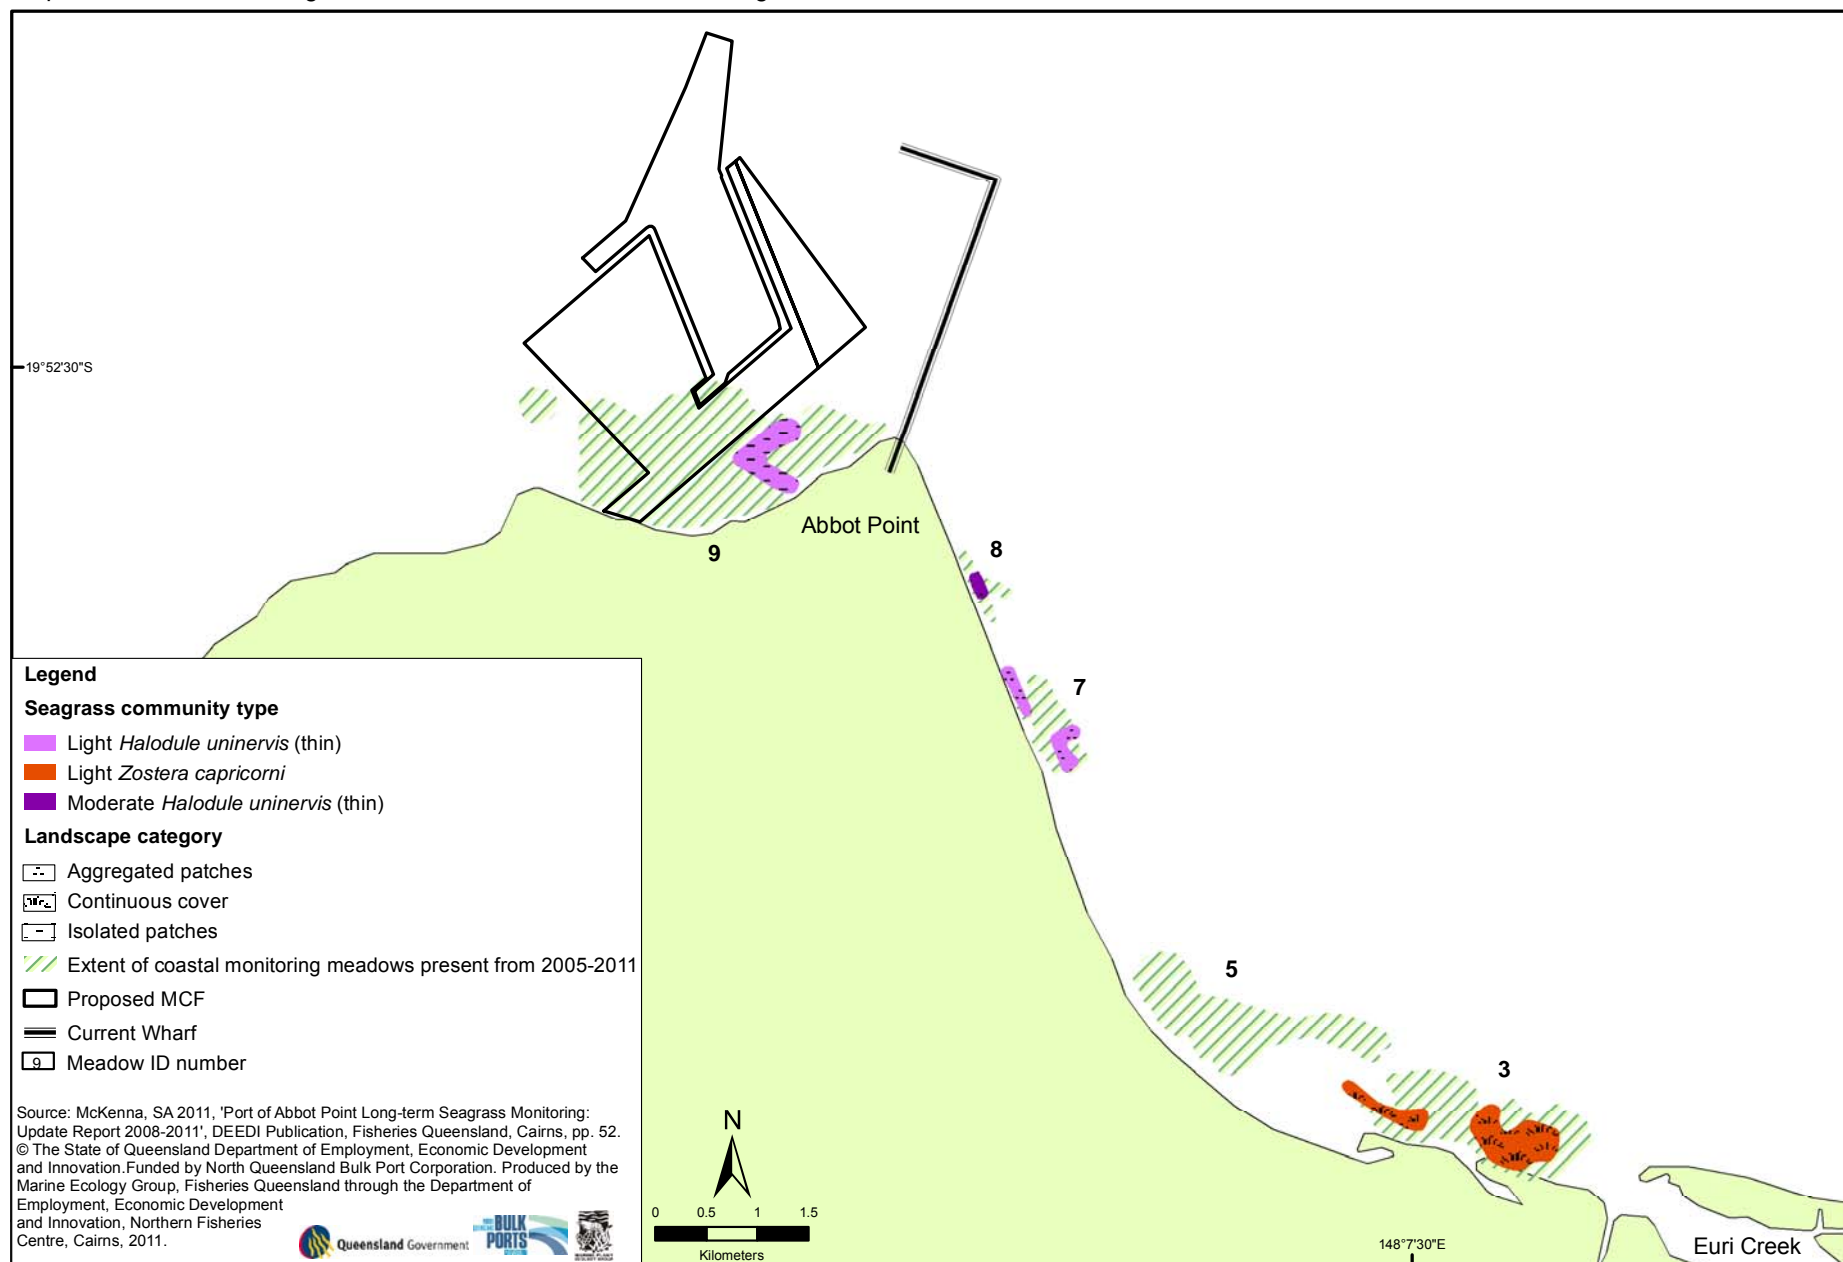 19°52'30"S
Abbot Point
9
8
7
5
3
Legend
Seagrass community type
Light Halodule uninervis (thin)
Light Zostera capricorni
Moderate Halodule uninervis (thin)
Landscape category
Aggregated patches
Continuous cover
Isolated patches
Extent of coastal monitoring meadows present from 2005-2011
Proposed MCF
Current Wharf
9 Meadow ID number
Source: McKenna, SA 2011, 'Port of Abbot Point Long-term Seagrass Monitoring:
Update Report 2008-2011', DEEDI Publication, Fisheries Queensland, Cairns, pp. 52.
© The State of Queensland Department of Employment, Economic Development
and Innovation.Funded by North Queensland Bulk Port Corporation. Produced by the
Marine Ecology Group, Fisheries Queensland through the Department of
Employment, Economic Development
and Innovation, Northern Fisheries
Centre, Cairns, 2011.
Queensland Government
BULK
PORTS
N
0 0.5 1 1.5
Kilometers
148°7'30"E
Euri Creek